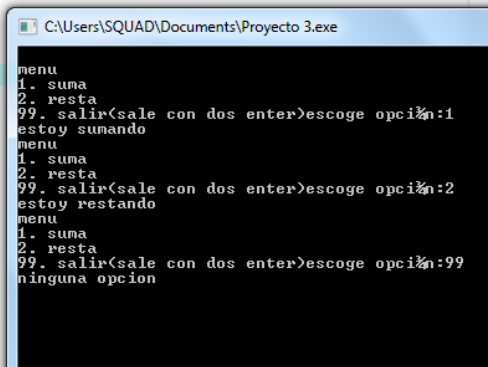 C:\Users\SQUAD\Documents\Proyecto 3.exe
menu
1. suma
2. resta
99. salir(sale con dos enter)escoge opci¾n:1
estoy sumando
menu
1. suma
2. resta
99. salir(sale con dos enter)escoge opci¾n:2
estoy restando
menu
1. suma
2. resta
99. salir(sale con dos enter)escoge opci¾n:99
ninguna opcion